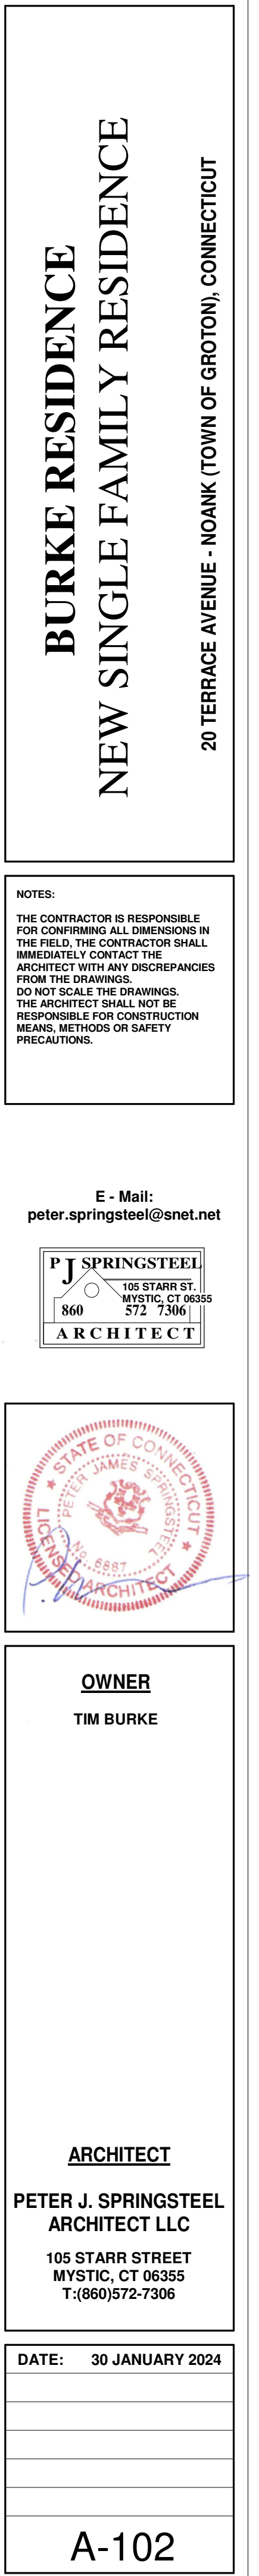 BURKE RESIDENCE
NEW SINGLE FAMILY RESIDENCE
20 TERRACE AVENUE - NOANK (TOWN OF GROTON), CONNECTICUT
NOTES:
THE CONTRACTOR IS RESPONSIBLE
FOR CONFIRMING ALL DIMENSIONS IN
THE FIELD, THE CONTRACTOR SHALL
IMMEDIATELY CONTACT THE
ARCHITECT WITH ANY DISCREPANCIES
FROM THE DRAWINGS.
DO NOT SCALE THE DRAWINGS.
THE ARCHITECT SHALL NOT BE
RESPONSIBLE FOR CONSTRUCTION
MEANS, METHODS OR SAFETY
PRECAUTIONS.
E - Mail:
peter.springsteel@snet.net
P J SPRINGSTEEL
105 STARR ST.
MYSTIC, CT 06355
860 572 7306
ARCHITECT
STATE OF CONNECTICUT
PETER JAMES SPRINGSTEEL
No. 6887
LICENSED ARCHITECT
OWNER
TIM BURKE
ARCHITECT
PETER J. SPRINGSTEEL
ARCHITECT LLC
105 STARR STREET
MYSTIC, CT 06355
T:(860)572-7306
DATE: 30 JANUARY 2024
A-102